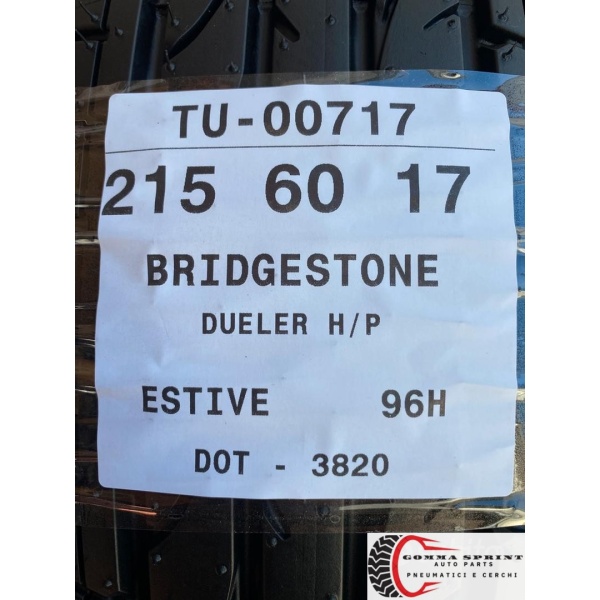 TU-00717
215 60 17
BRIDGESTONE
DUELER H/P
ESTIVE 96H
DOT - 3820
GOMMA SPRINT
AUTO PARTS
PNEUMATICI E CERCHI